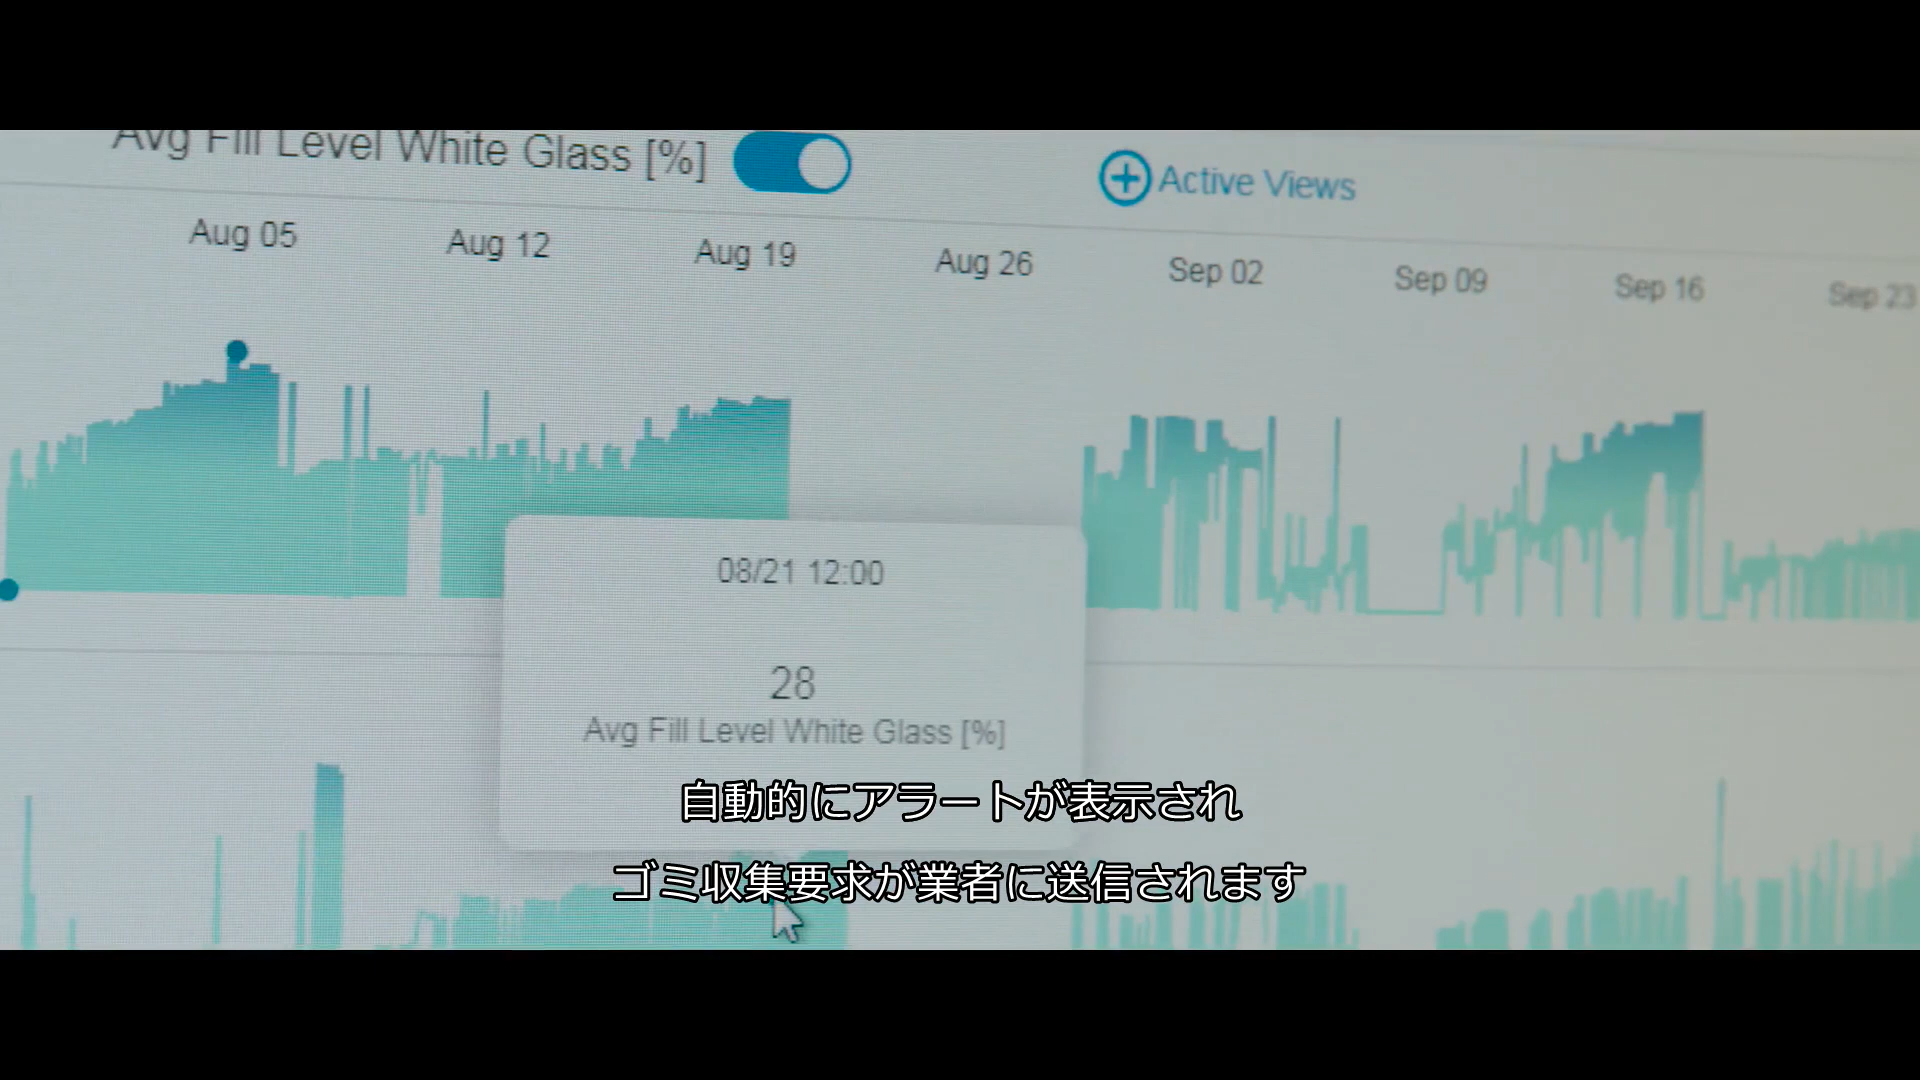 Avg Fill Level White Glass [%]
Active Views
Aug 05
Aug 12
Aug 19
Aug 26
Sep 02
Sep 09
Sep 16
Sep 23
08/21 12:00
28
Avg Fill Level White Glass [%]
自動的にアラートが表示され
ゴミ収集要求が業者に送信されます